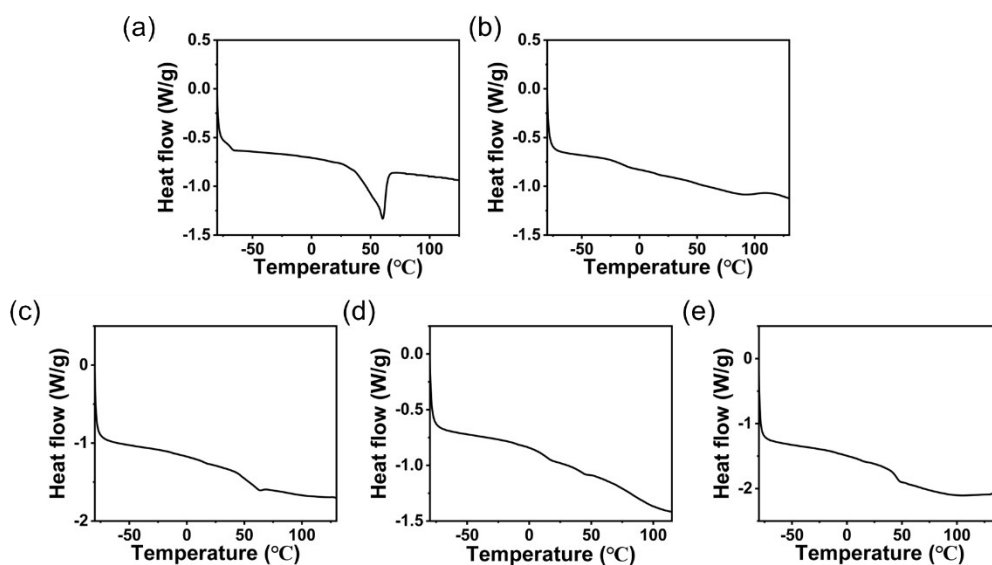 (a)
0.5
0.0
-0.5
-1.0
-1.5
Heat flow (W/g)
-50 0 50 100
Temperature (℃)
(b)
0.5
0.0
-0.5
-1.0
-1.5
Heat flow (W/g)
-50 0 50 100
Temperature (℃)
(c)
0
-1
-2
Heat flow (W/g)
-50 0 50 100
Temperature (℃)
(d)
0.0
-0.5
-1.0
-1.5
Heat flow (W/g)
-50 0 50 100
Temperature (℃)
(e)
0
-1
-2
Heat flow (W/g)
-50 0 50 100
Temperature (℃)